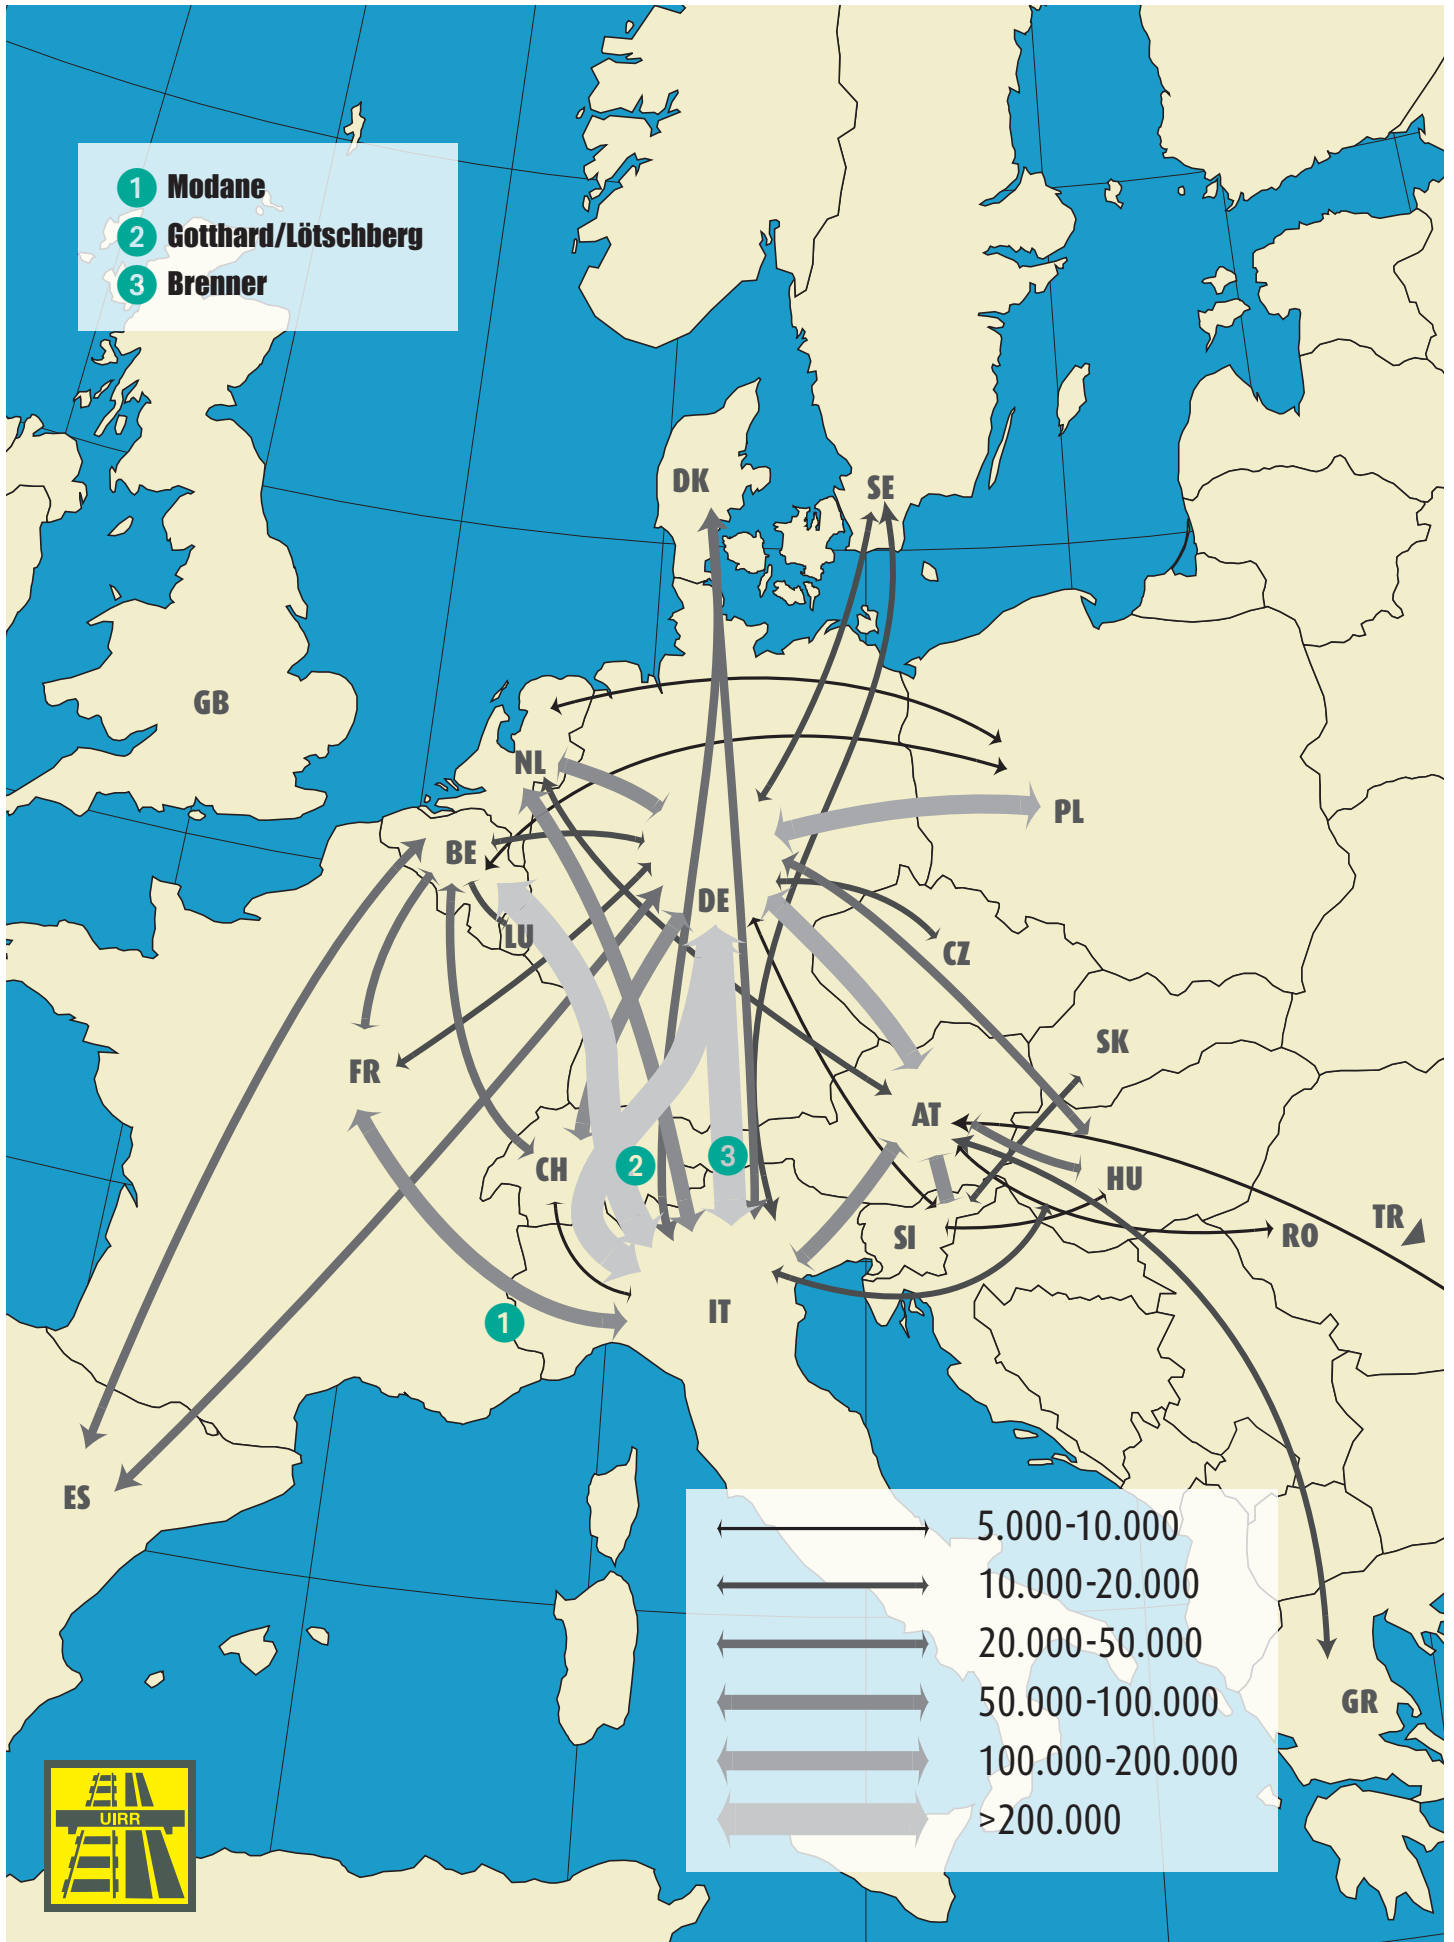 1 Modane
2 Gotthard/Lötschberg
3 Brenner
DK
SE
GB
NL
PL
BE
DE
LU
CZ
SK
FR
AT
CH
2
3
HU
TR
SI
RO
IT
1
ES
5.000-10.000
10.000-20.000
20.000-50.000
50.000-100.000
GR
100.000-200.000
>200.000
UIRR